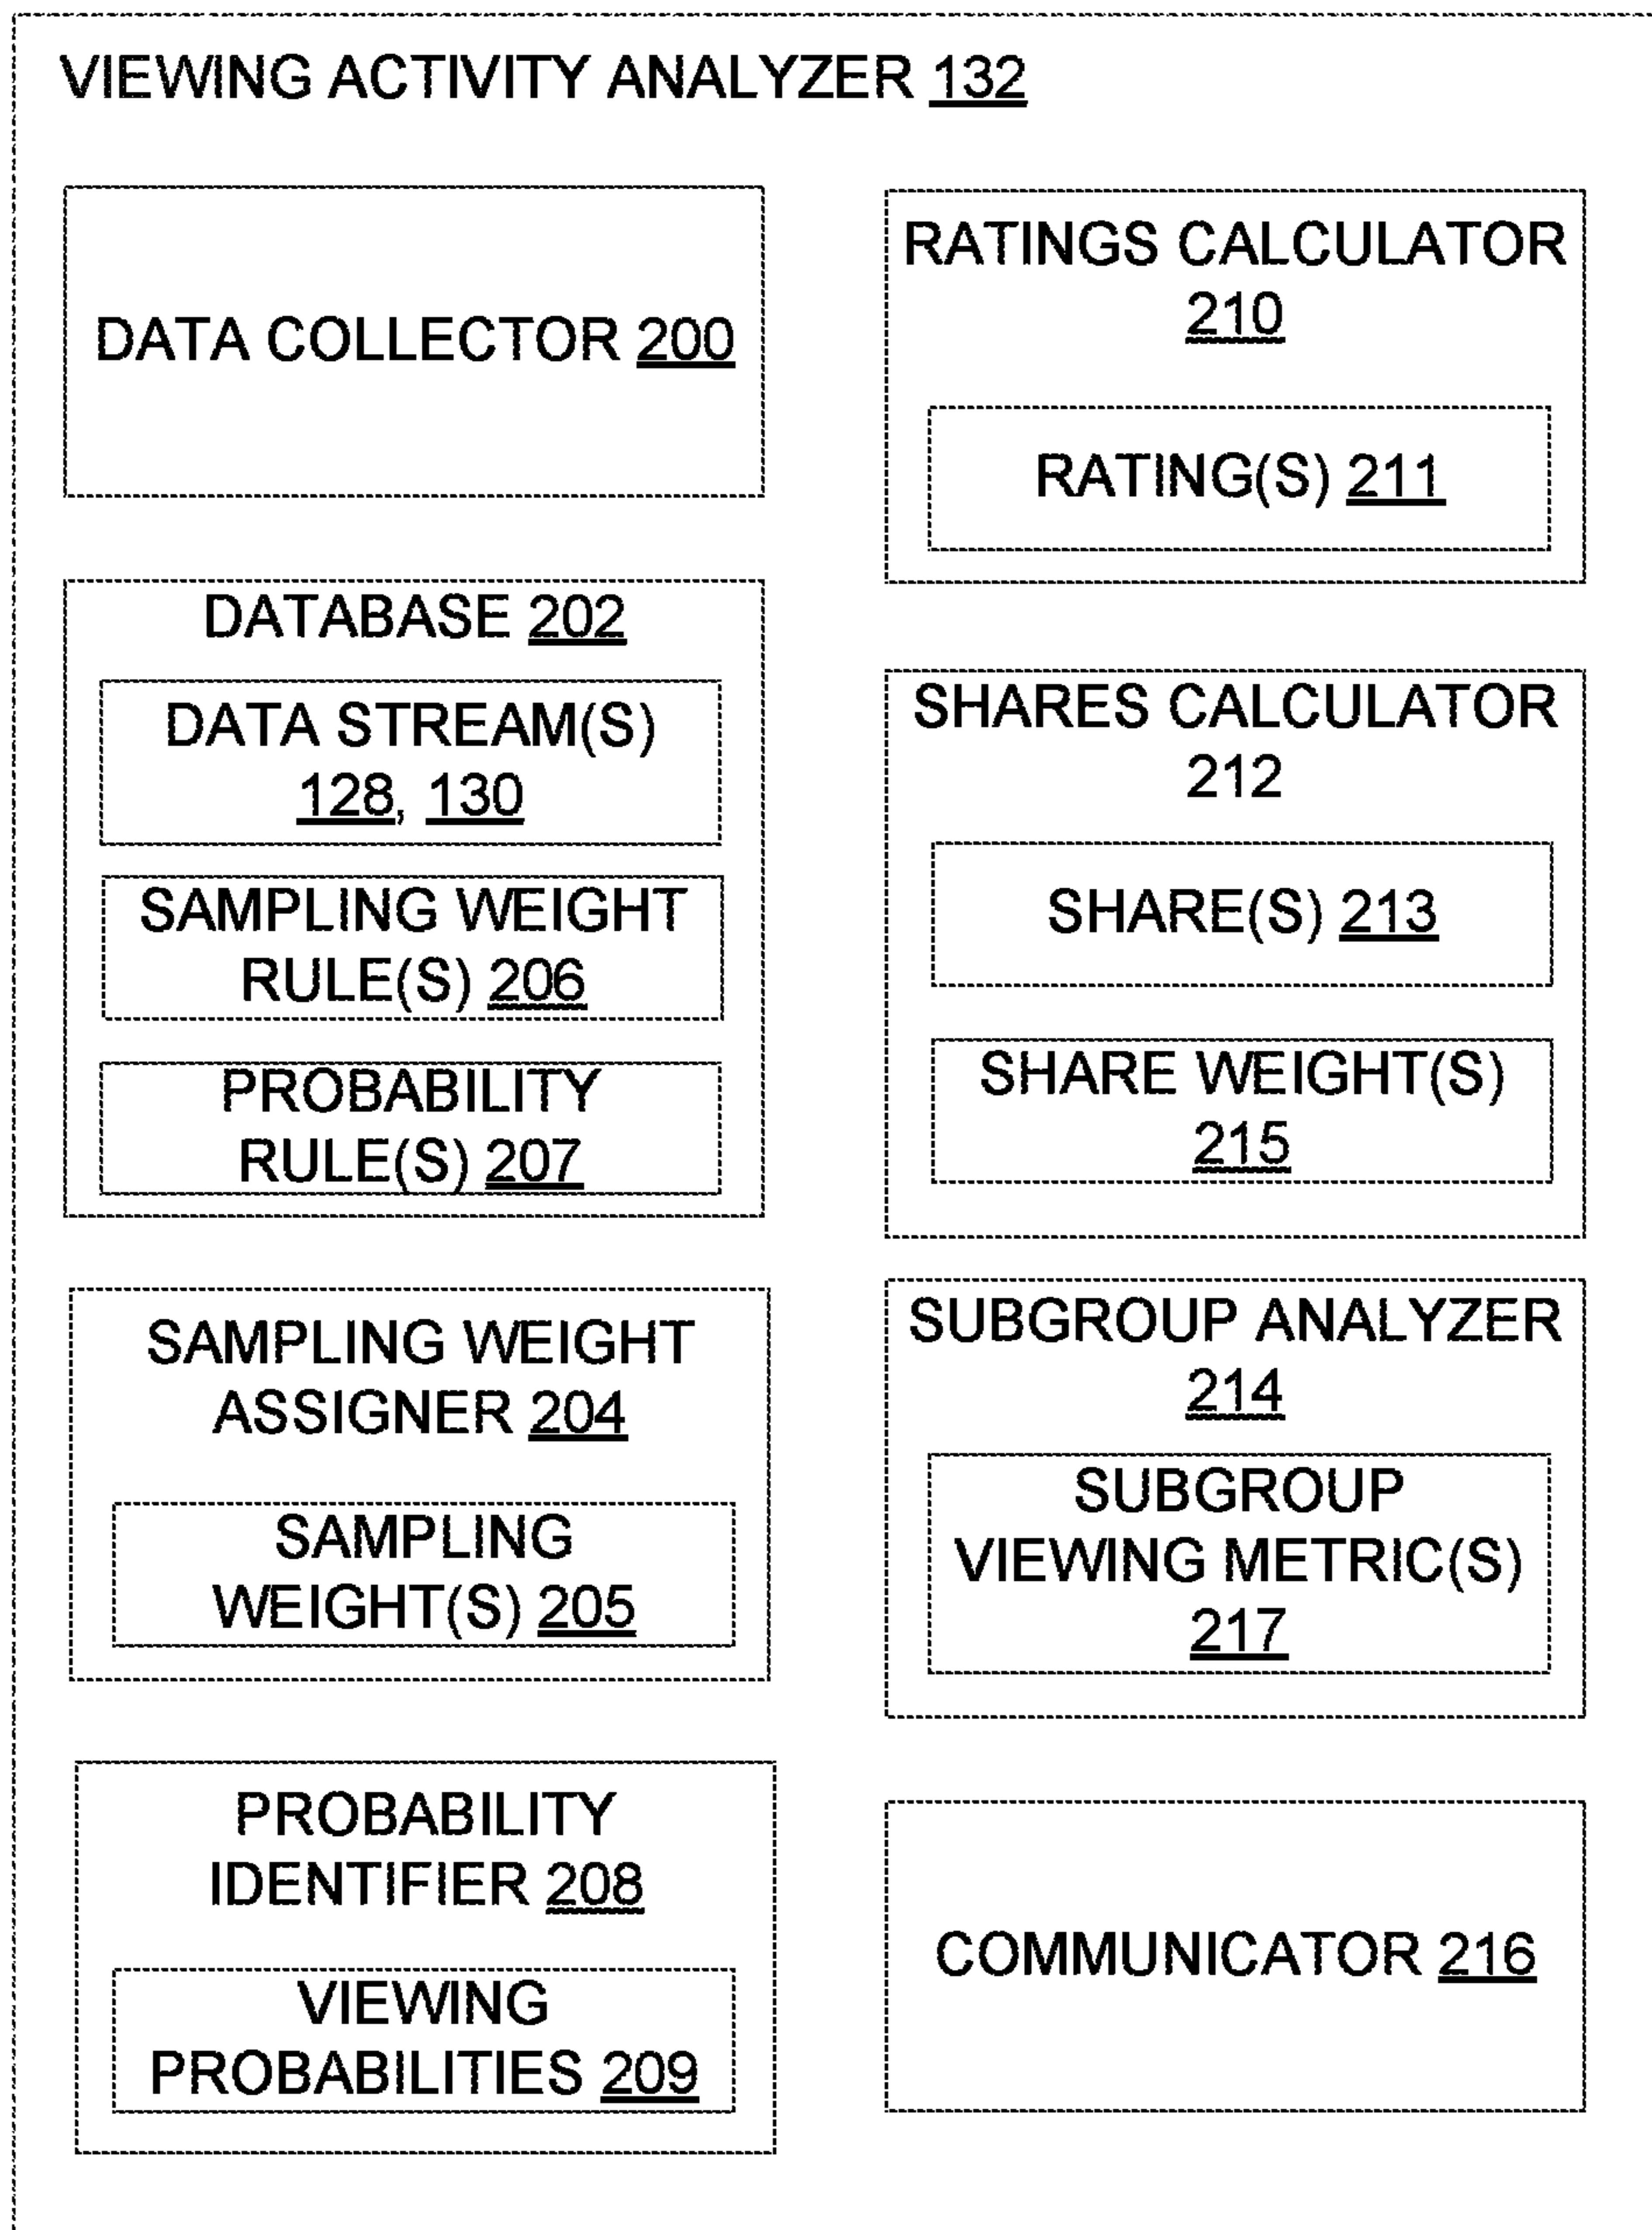 VIEWING ACTIVITY ANALYZER 132
DATA COLLECTOR 200
DATABASE 202
DATA STREAM(S)
128, 130
SAMPLING WEIGHT
RULE(S) 206
PROBABILITY
RULE(S) 207
SAMPLING WEIGHT
ASSIGNER 204
SAMPLING
WEIGHT(S) 205
PROBABILITY
IDENTIFIER 208
VIEWING
PROBABILITIES 209
RATINGS CALCULATOR
210
RATING(S) 211
SHARES CALCULATOR
212
SHARE(S) 213
SHARE WEIGHT(S)
215
SUBGROUP ANALYZER
214
SUBGROUP
VIEWING METRIC(S)
217
COMMUNICATOR 216